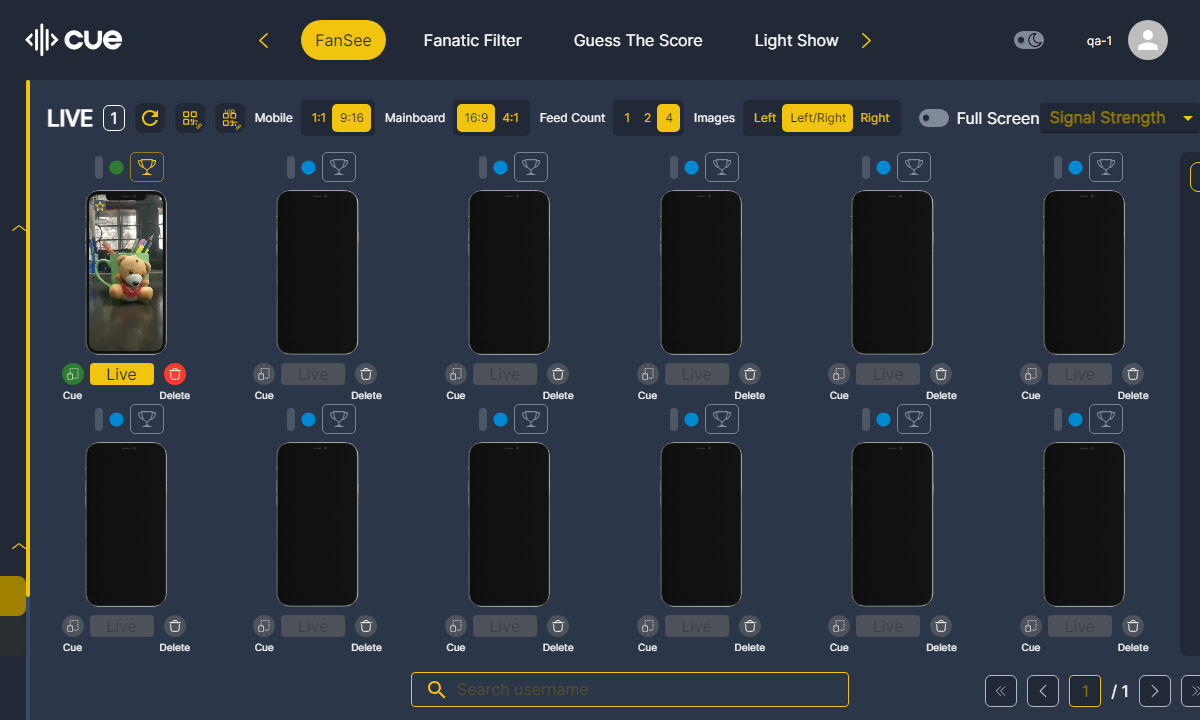 cue
FanSee
Fanatic Filter
Guess The Score
Light Show
qa-1
LIVE 1
Mobile 1:1 9:16
Mainboard 16:9 4:1
Feed Count 1 2 4
Images Left Left/Right Right
Full Screen
Signal Strength
Live Live Live Live Live Live
Cue Delete Cue Delete Cue Delete Cue Delete Cue Delete Cue Delete
Live Live Live Live Live Live
Cue Delete Cue Delete Cue Delete Cue Delete Cue Delete Cue Delete
Search username
1 / 1